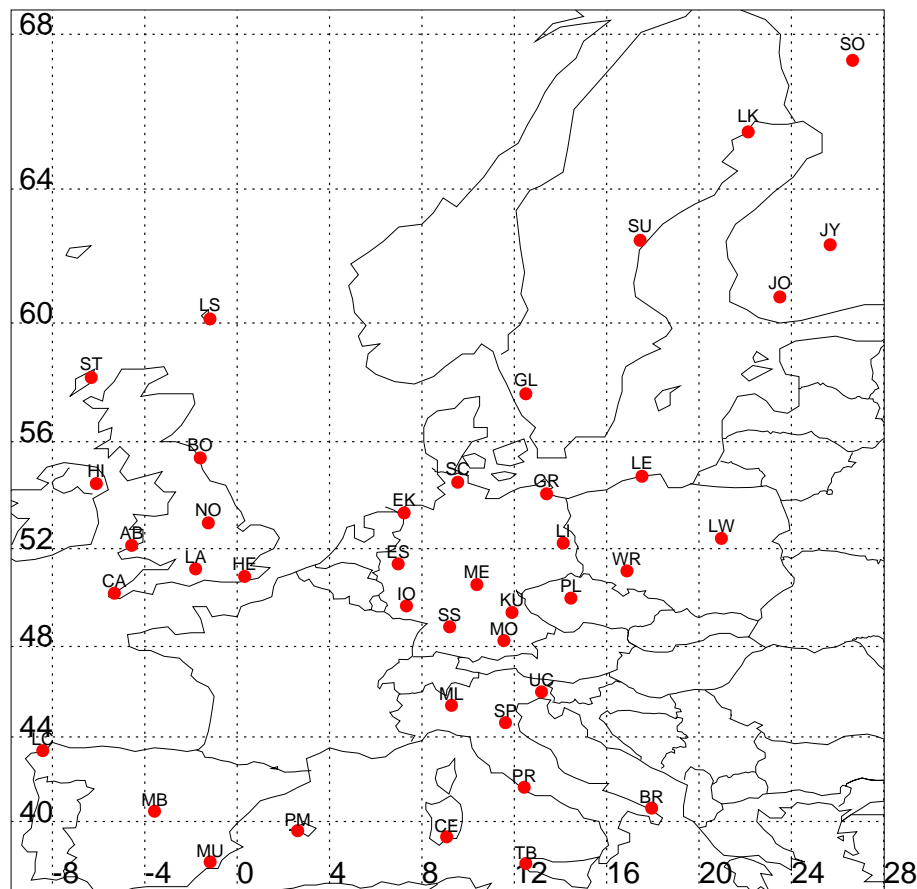 68
SO
LK
64
SU
JY
JO
LS
60
ST
GL
56
BO
HI
SC
LE
GR
EK
NO
LW
AB
LI
52
ES
LA
HE
WR
CA
ME
PL
IO
KU
SS
MO
48
UC
ML
SP
44
LC
PR
MB
BR
40
PM
CE
MU
TB
-8 -4 0 4 8 12 16 20 24 28